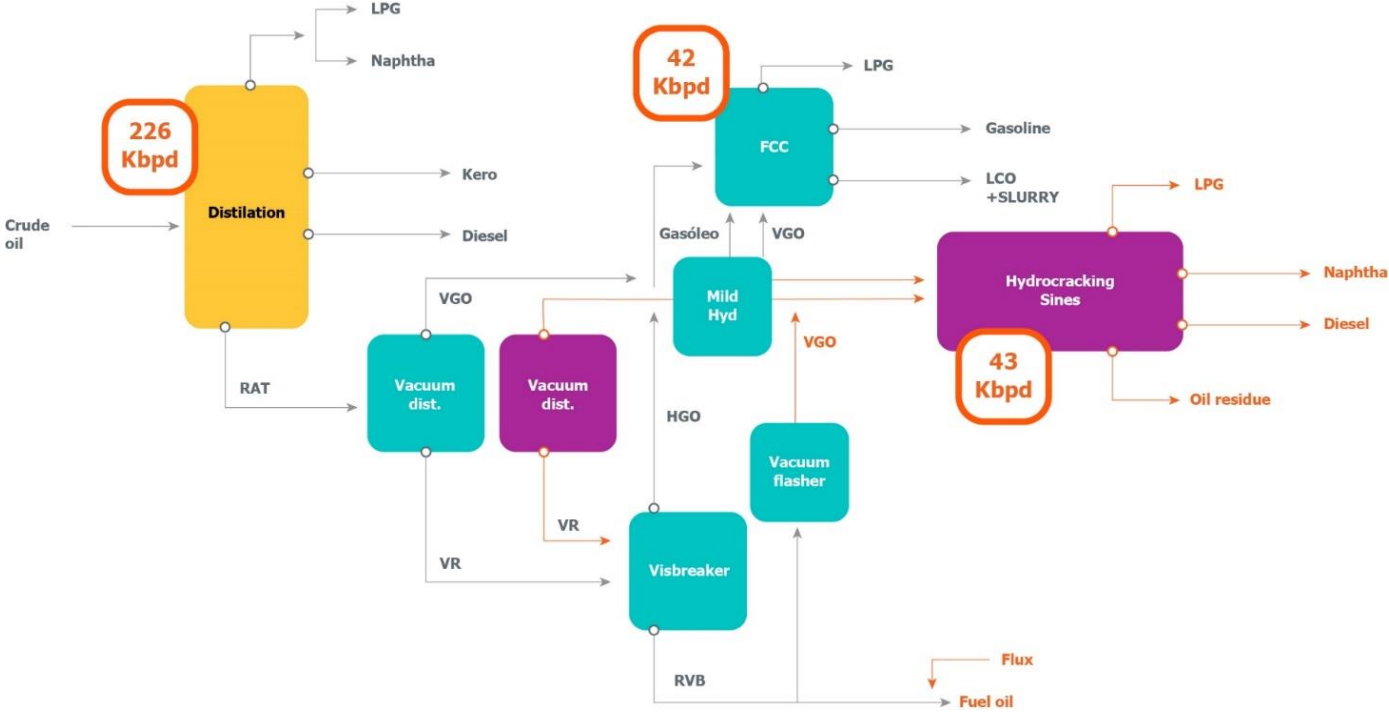 LPG
Naphtha
226
Kbpd
Distilation
Crude
oil
Kero
Diesel
RAT
42
Kbpd
FCC
LPG
Gasoline
LCO
+SLURRY
Gasóleo
VGO
VGO
Mild
Hyd
LPG
Hydrocracking
Sines
43
Kbpd
Naphtha
Diesel
Oil residue
Vacuum
dist.
Vacuum
dist.
VGO
HGO
Vacuum
flasher
VR
VR
Visbreaker
RVB
Flux
Fuel oil